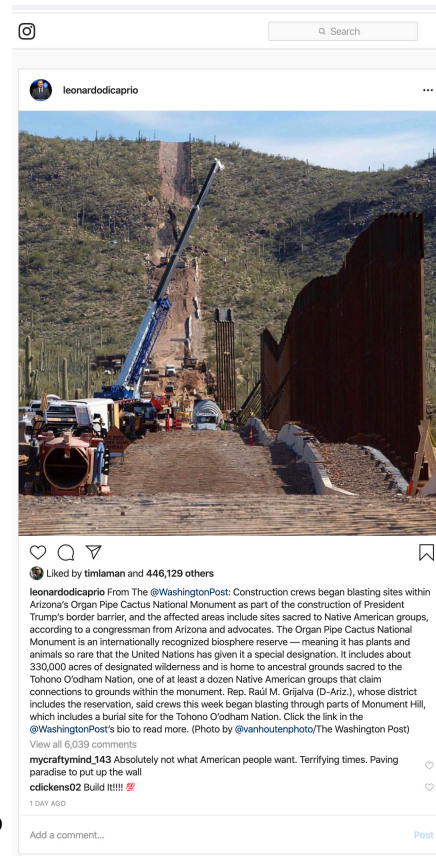 Search
leonardodicaprio
Liked by timlaman and 446,129 others
leonardodicaprio From The @WashingtonPost: Construction crews began blasting sites within
Arizona's Organ Pipe Cactus National Monument as part of the construction of President
Trump's border barrier, and the affected areas include sites sacred to Native American groups,
according to a congressman from Arizona and advocates. The Organ Pipe Cactus National
Monument is an internationally recognized biosphere reserve — meaning it has plants and
animals so rare that the United Nations has given it a special designation. It includes about
330,000 acres of designated wilderness and is home to ancestral grounds sacred to the
Tohono O'odham Nation, one of at least a dozen Native American groups that claim
connections to grounds within the monument. Rep. Raúl M. Grijalva (D-Ariz.), whose district
includes the reservation, said crews this week began blasting through parts of Monument Hill,
which includes a burial site for the Tohono O'odham Nation. Click the link in the
@WashingtonPost's bio to read more. (Photo by @vanhoutenphoto/The Washington Post)
View all 6,039 comments
mycraftymind_143 Absolutely not what American people want. Terrifying times. Paving
paradise to put up the wall
cdickens02 Build It!!!! 💯
1 DAY AGO
Add a comment...
Post